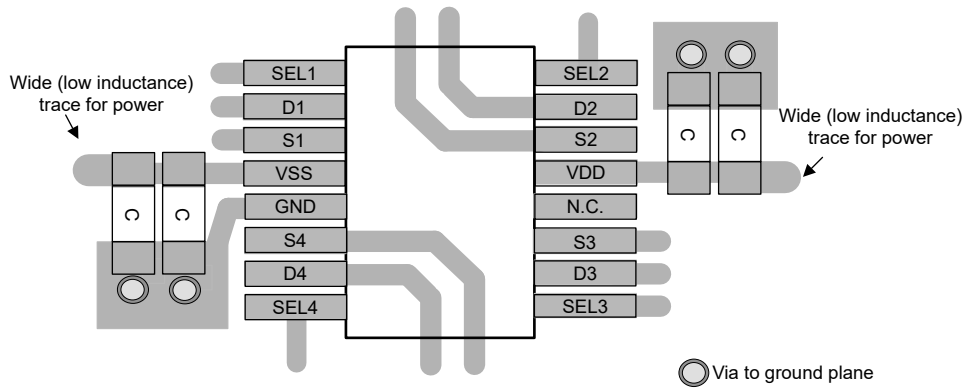 Wide (low inductance)
trace for power
SEL1
D1
S1
VSS
GND
S4
D4
SEL4
C
C
SEL2
D2
S2
VDD
N.C.
S3
D3
SEL3
C
C
Wide (low inductance)
trace for power
Via to ground plane